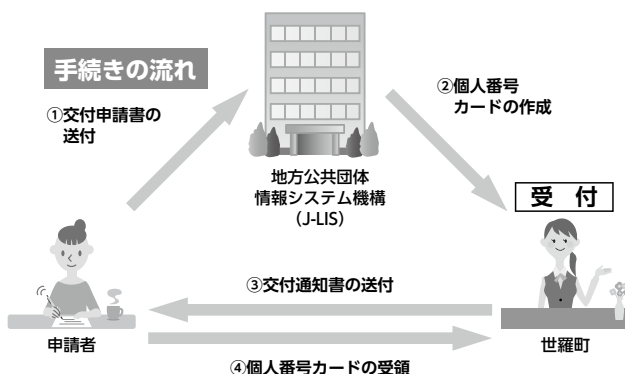 手続きの流れ
①交付申請書の
送付
②個人番号
カードの作成
地方公共団体
情報システム機構
（J-LIS）
受 付
③交付通知書の送付
申請者
世羅町
④個人番号カードの受領